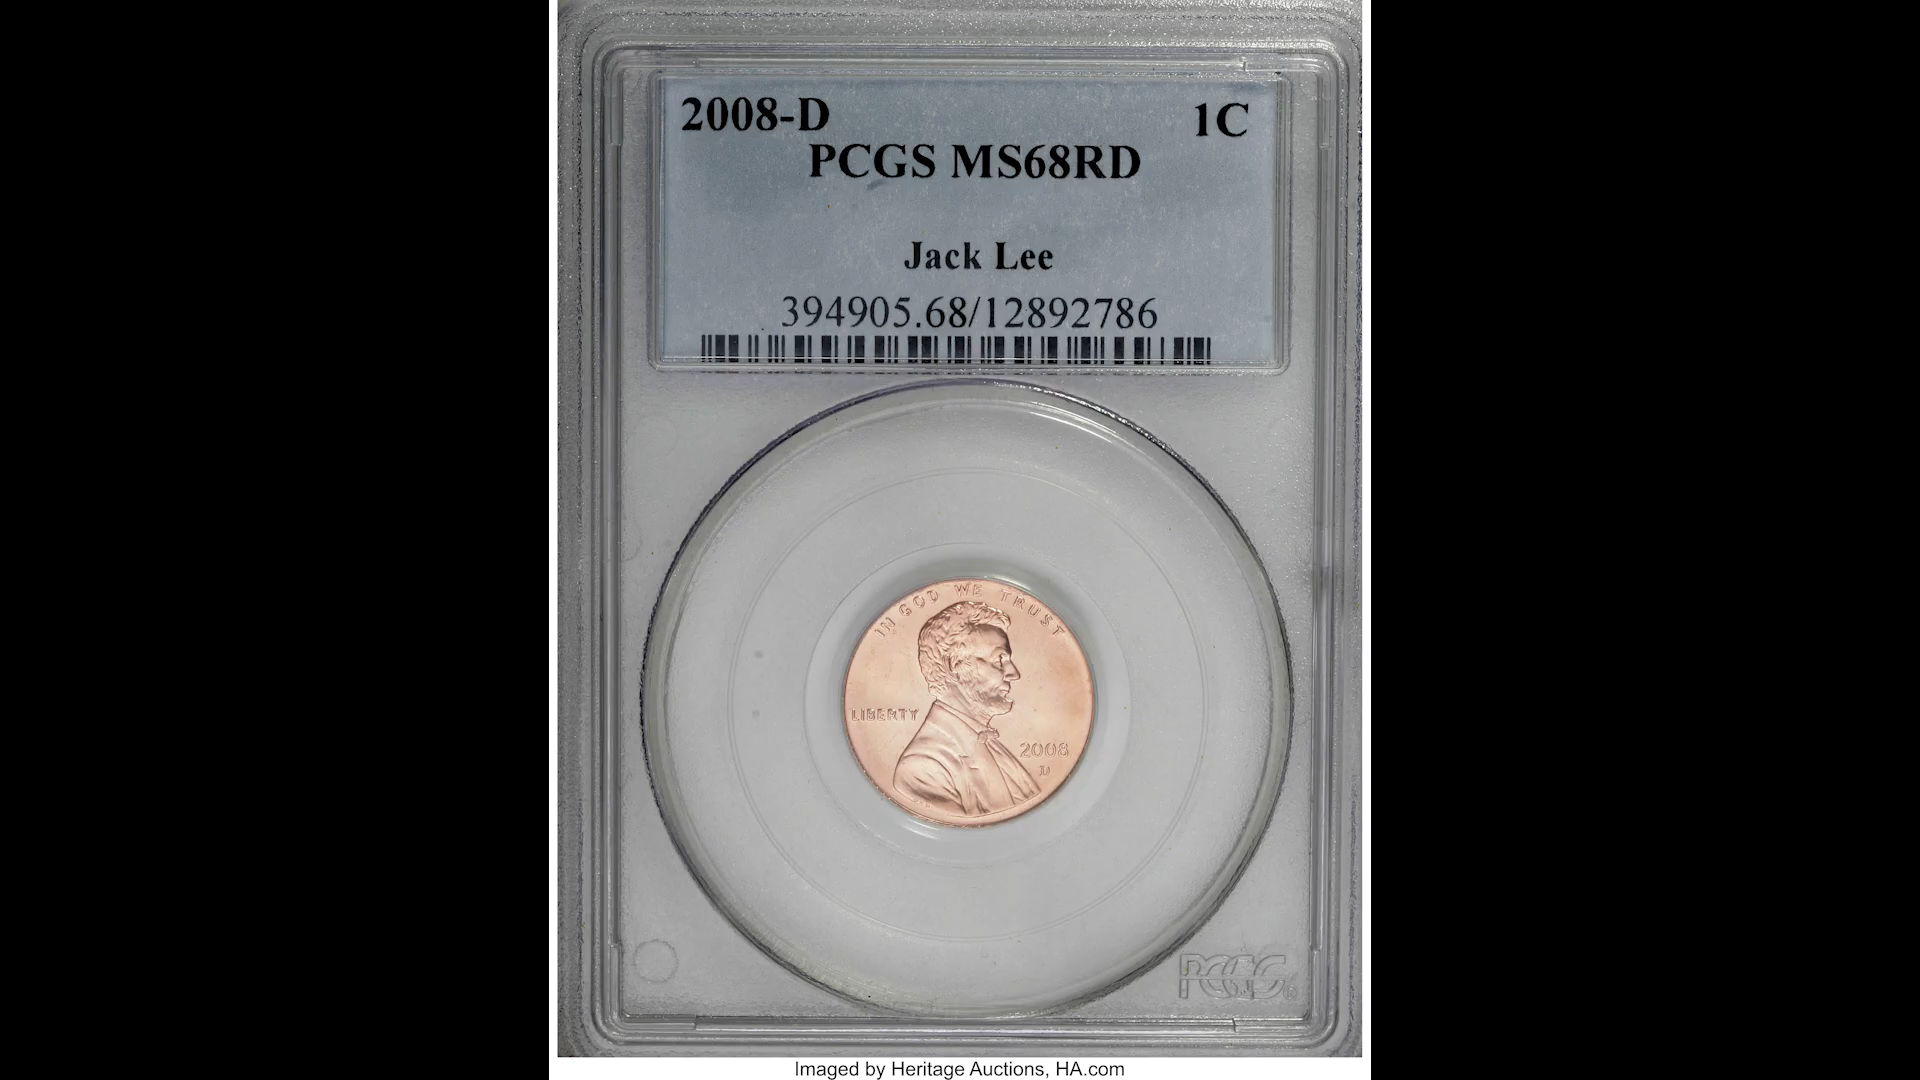 2008-D 1C
PCGS MS68RD
Jack Lee
394905.68/12892786
IN GOD WE TRUST
LIBERTY
2008
D
PCGS
Imaged by Heritage Auctions, HA.com